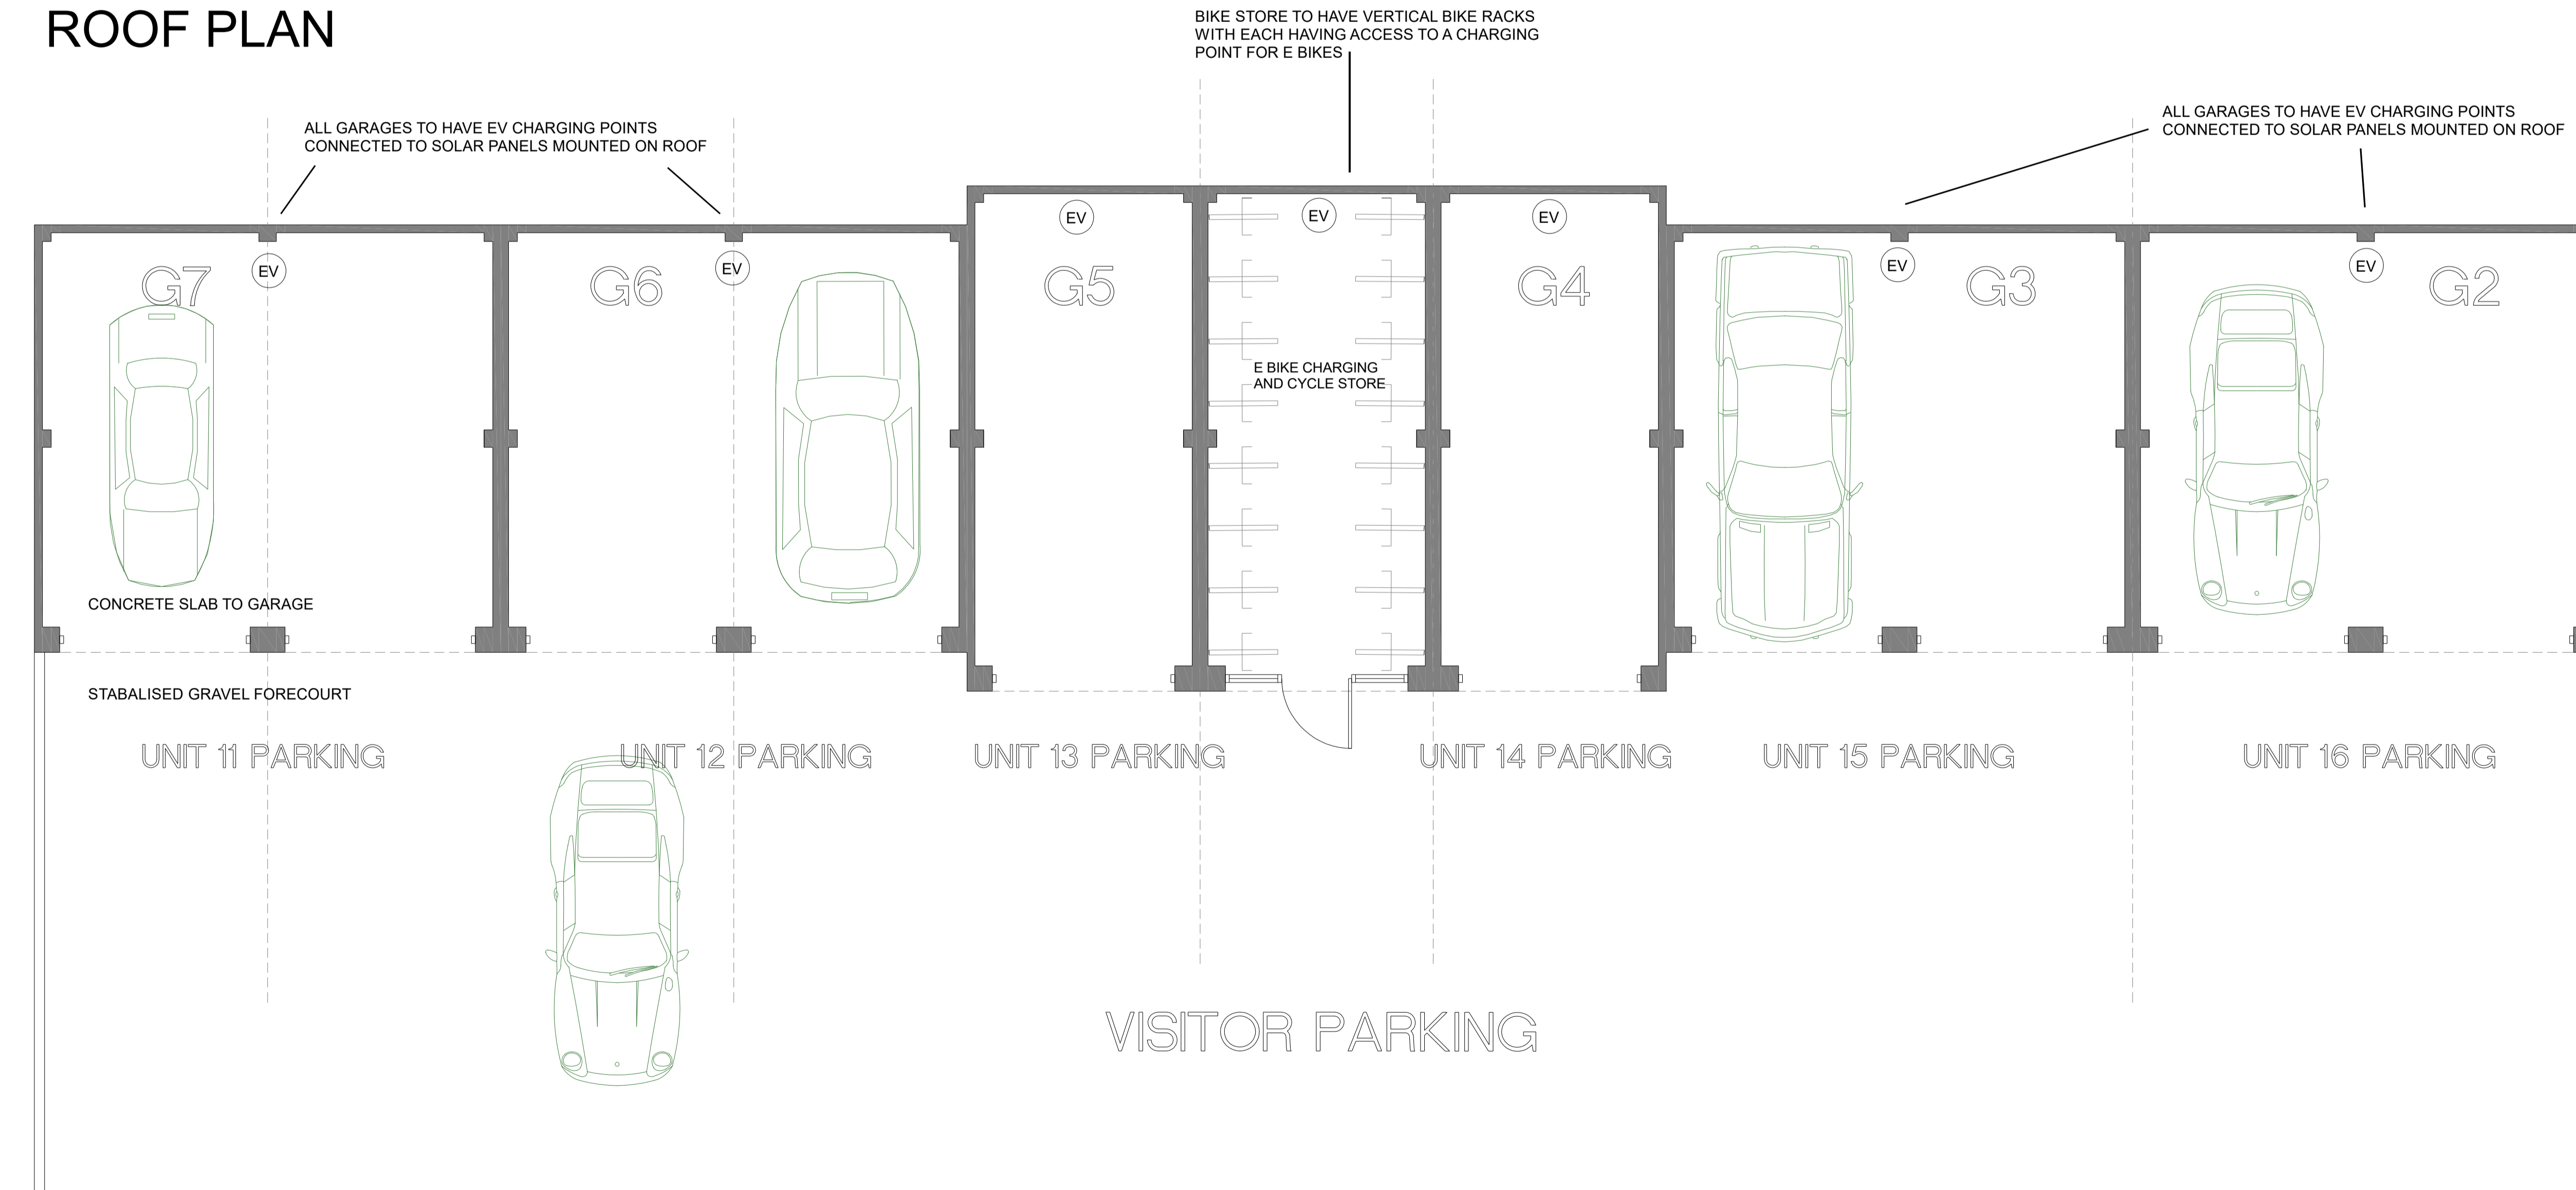 ROOF PLAN
BIKE STORE TO HAVE VERTICAL BIKE RACKS
WITH EACH HAVING ACCESS TO A CHARGING
POINT FOR E BIKES
ALL GARAGES TO HAVE EV CHARGING POINTS
CONNECTED TO SOLAR PANELS MOUNTED ON ROOF
ALL GARAGES TO HAVE EV CHARGING POINTS
CONNECTED TO SOLAR PANELS MOUNTED ON ROOF
EV
EV
EV
EV
EV
EV
EV
G7
G6
G5
G4
G3
G2
E BIKE CHARGING
AND CYCLE STORE
CONCRETE SLAB TO GARAGE
STABALISED GRAVEL FORECOURT
UNIT 11 PARKING
UNIT 12 PARKING
UNIT 13 PARKING
UNIT 14 PARKING
UNIT 15 PARKING
UNIT 16 PARKING
VISITOR PARKING